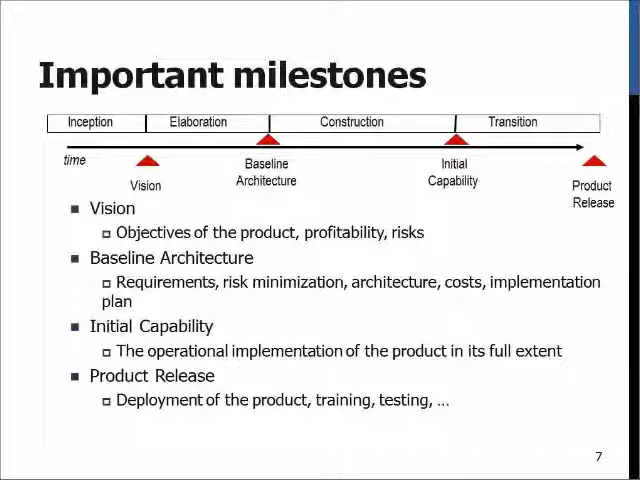 Important milestones
Inception Elaboration Construction Transition
time
Vision
Baseline
Architecture
Initial
Capability
Product
Release
Vision
Objectives of the product, profitability, risks
Baseline Architecture
Requirements, risk minimization, architecture, costs, implementation
plan
Initial Capability
The operational implementation of the product in its full extent
Product Release
Deployment of the product, training, testing, …
7